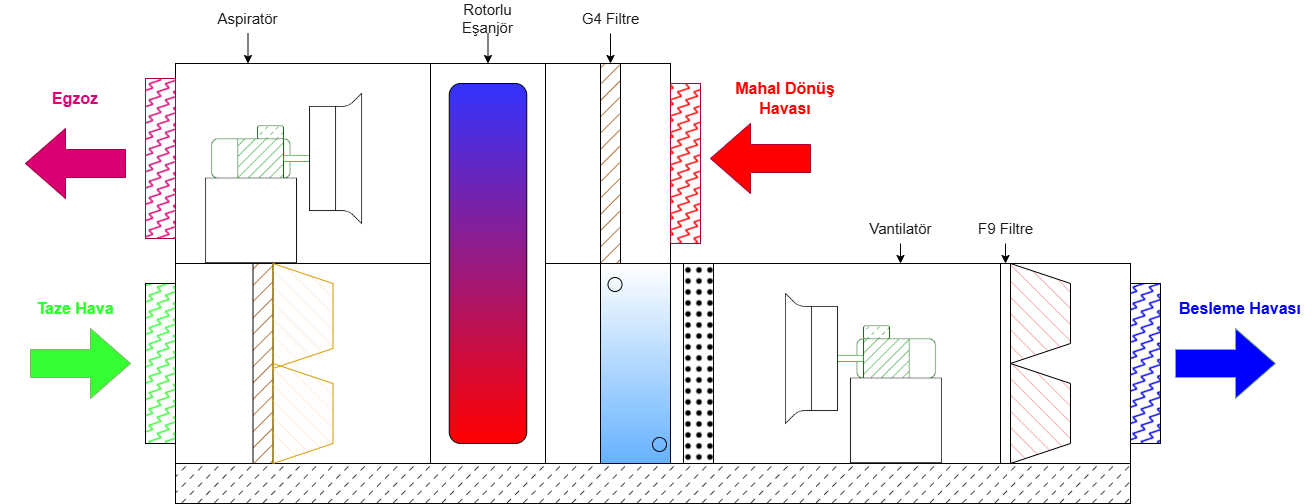 Aspiratör
Rotorlu
Eşanjör
G4 Filtre
Egzoz
Mahal Dönüş
Havası
Vantilatör
F9 Filtre
Taze Hava
Besleme Havası